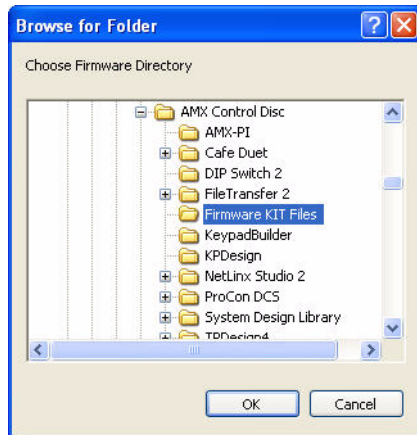 Browse for Folder
Choose Firmware Directory
AMX Control Disc
AMX-PI
Cafe Duet
DIP Switch 2
FileTransfer 2
Firmware KIT Files
KeypadBuilder
KPDesign
NetLinx Studio 2
ProCon DCS
System Design Library
TPDesign4
OK Cancel